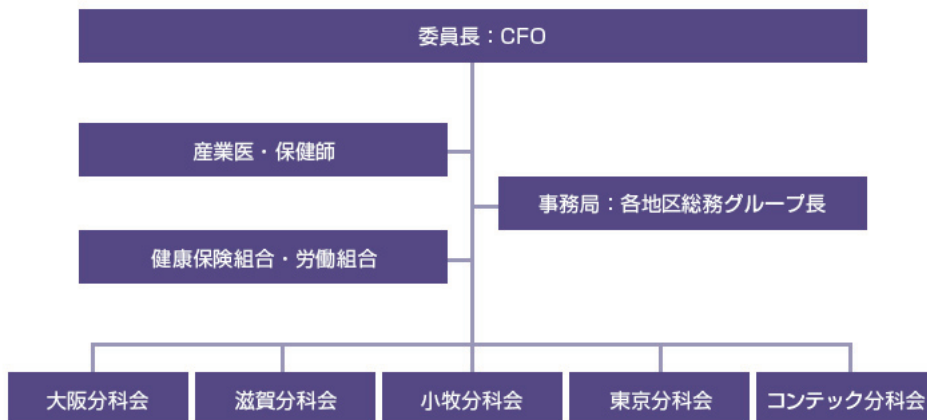 委員長：CFO
産業医・保健師
事務局：各地区総務グループ長
健康保険組合・労働組合
大阪分科会
滋賀分科会
小牧分科会
東京分科会
コンテック分科会